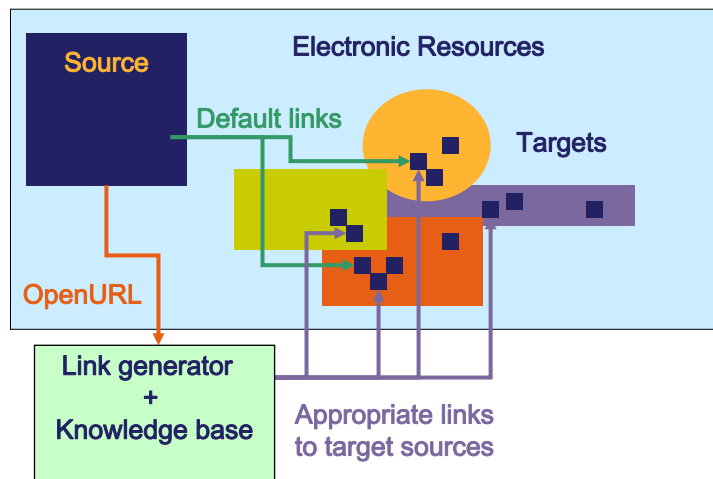 Source
Electronic Resources
Default links
Targets
OpenURL
Link generator
+
Knowledge base
Appropriate links
to target sources